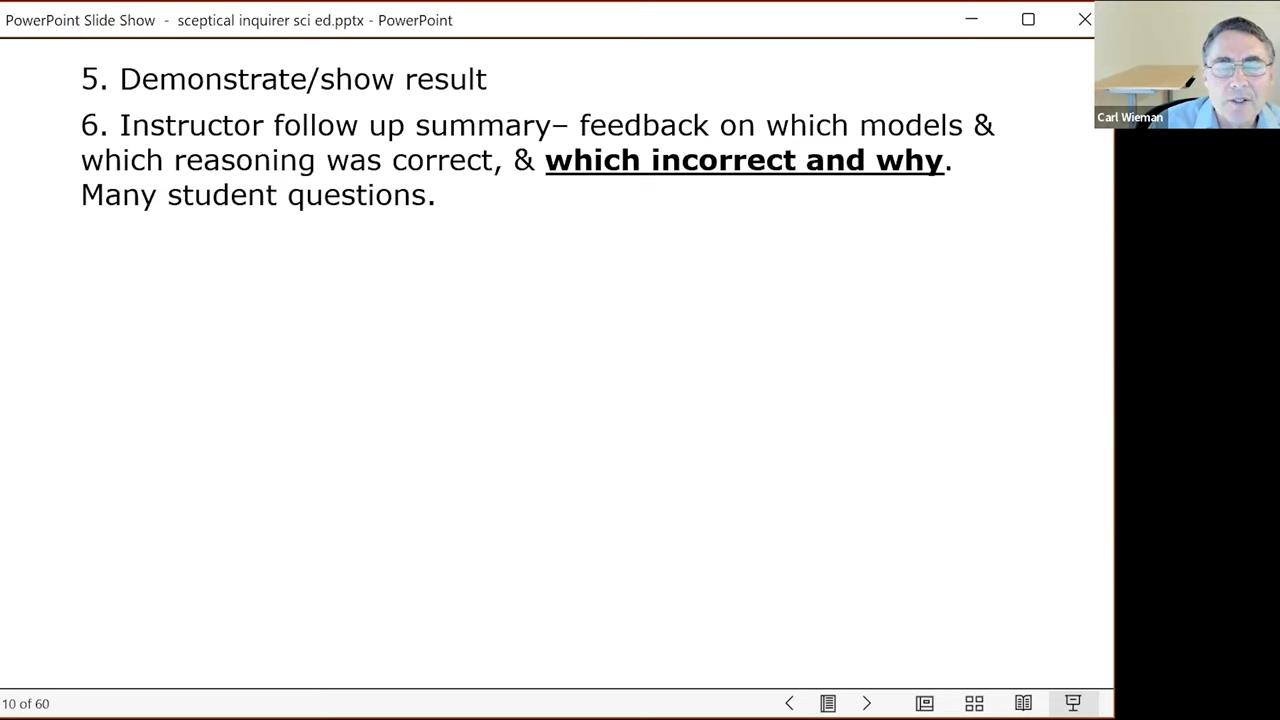 PowerPoint Slide Show - sceptical inquirer sci ed.pptx - PowerPoint
Carl Wieman
5. Demonstrate/show result
6. Instructor follow up summary– feedback on which models &
which reasoning was correct, & which incorrect and why.
Many student questions.
10 of 60